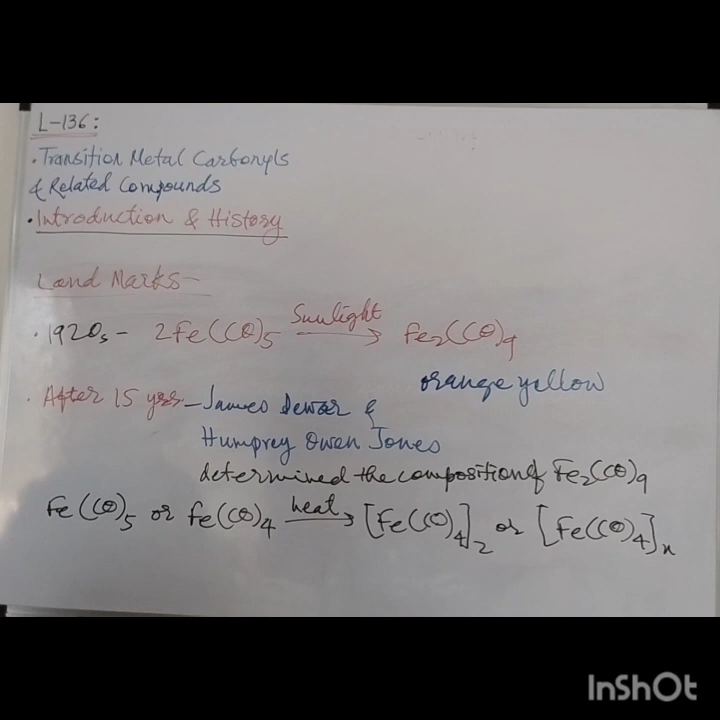 L-136:
• Transition Metal Carbonyls
& Related Compounds
• Introduction & History
Land Marks-
• 1920s - 2Fe(CO)5 Sunlight → Fe2(CO)9
orange yellow
• After 15 yrs - James Dewar &
Humprey Owen Jones
determined the composition of Fe2(CO)9
Fe(CO)5 or Fe(CO)4 heat → [Fe(CO)4]2 or [Fe(CO)4]x
InShOt